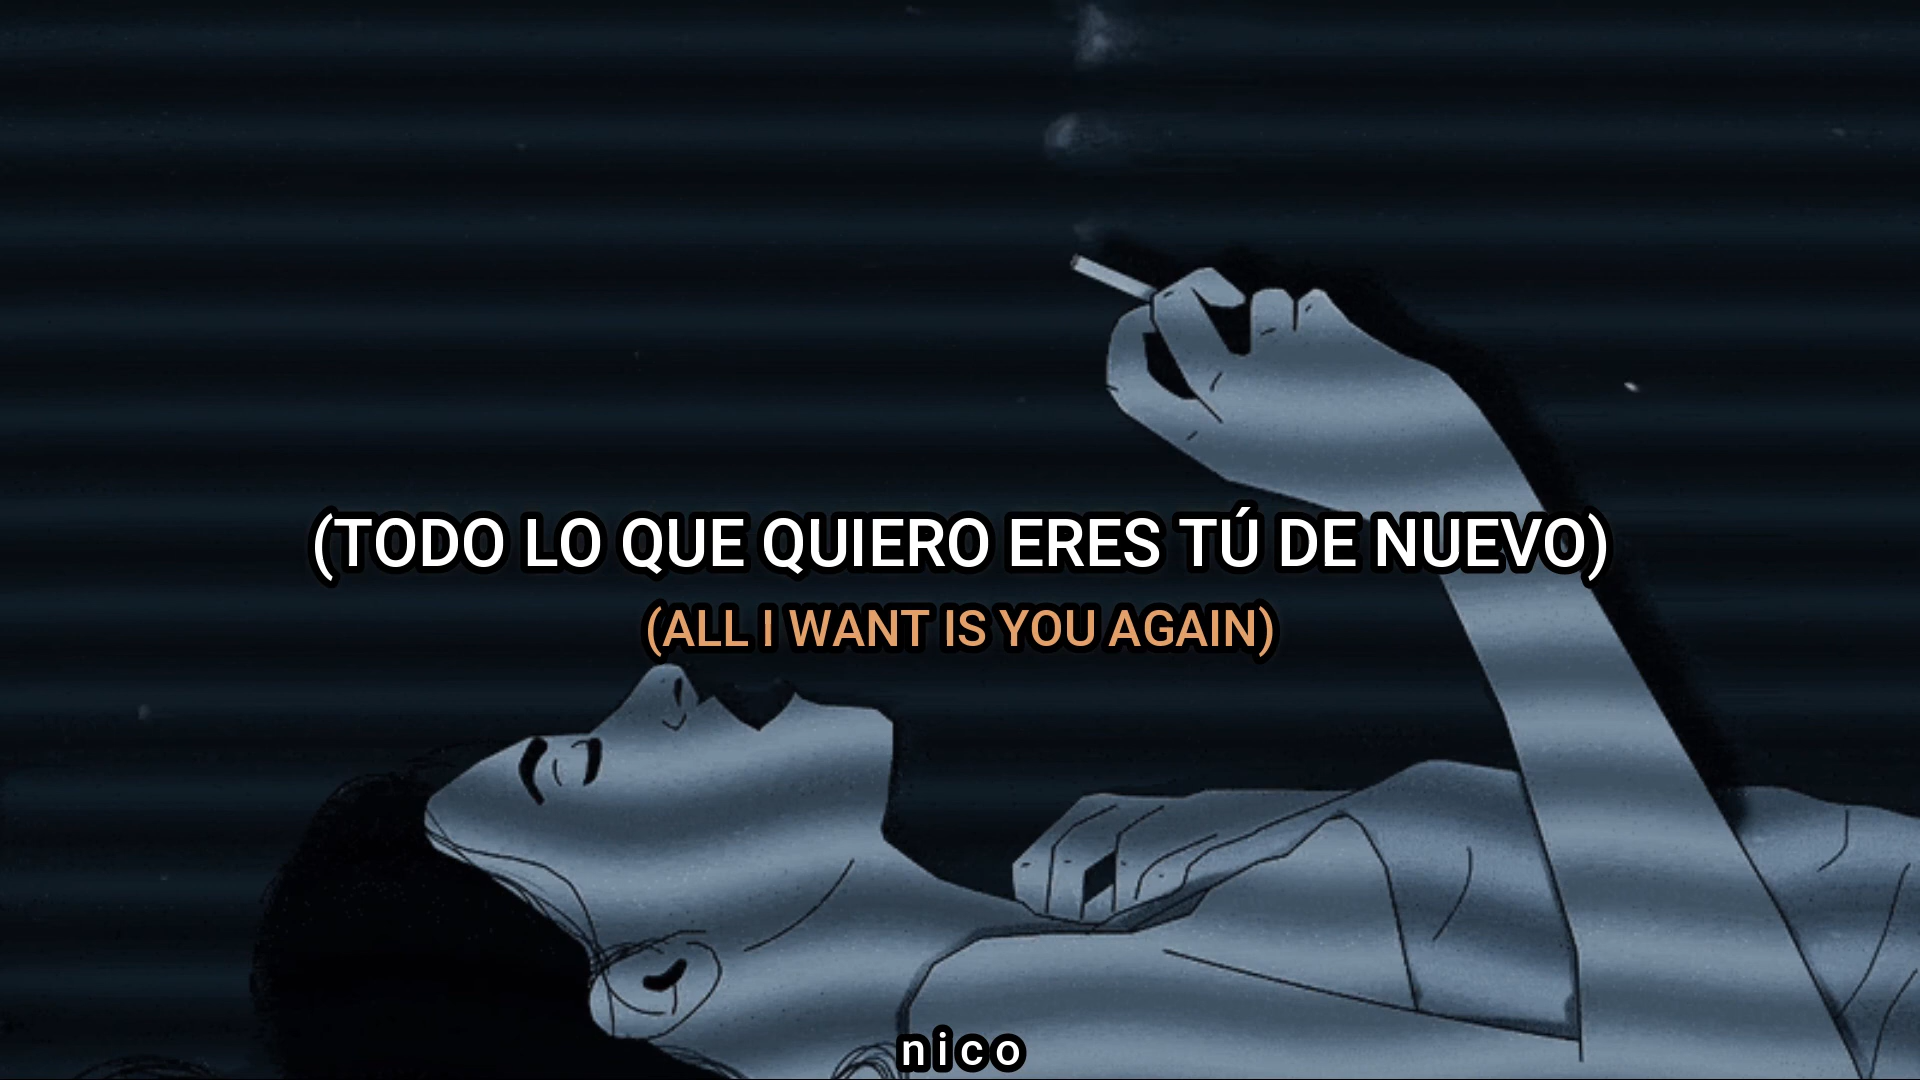 (TODO LO QUE QUIERO ERES TÚ DE NUEVO)
(ALL I WANT IS YOU AGAIN)
nico